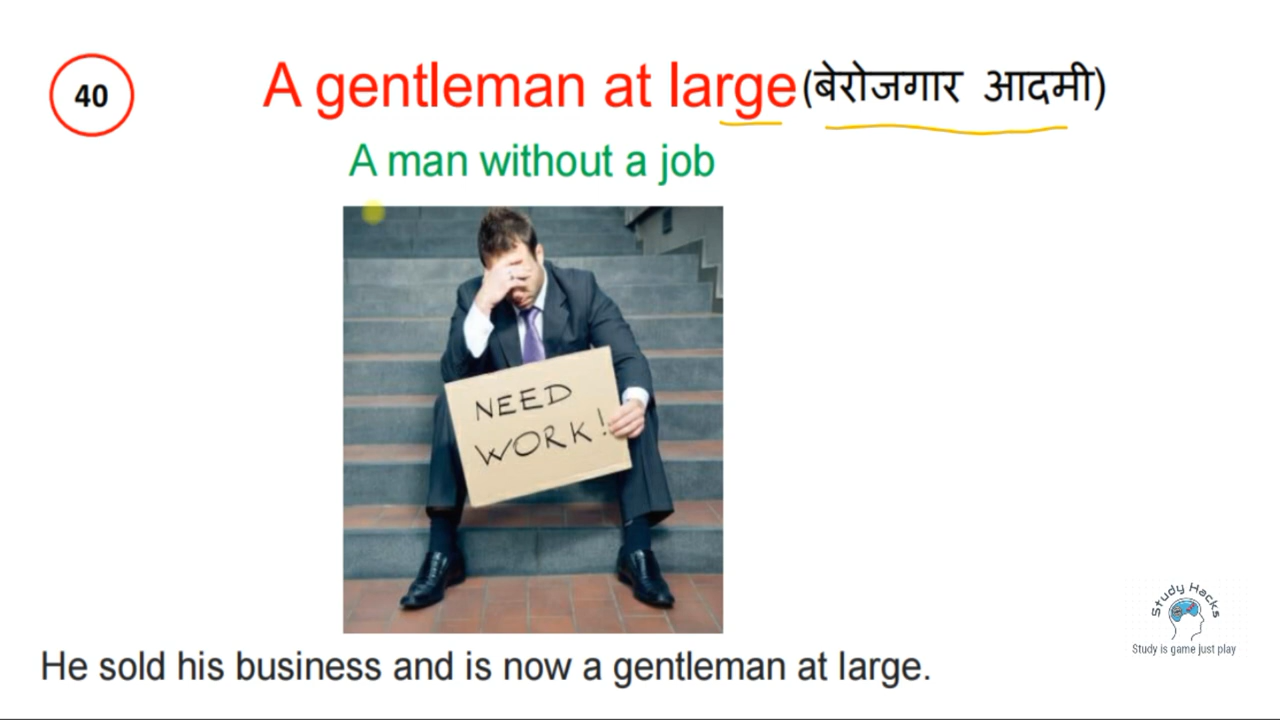 40
A gentleman at large (बेरोजगार आदमी)
A man without a job
NEED
WORK!
He sold his business and is now a gentleman at large.
Study Hacks
Study is game just play